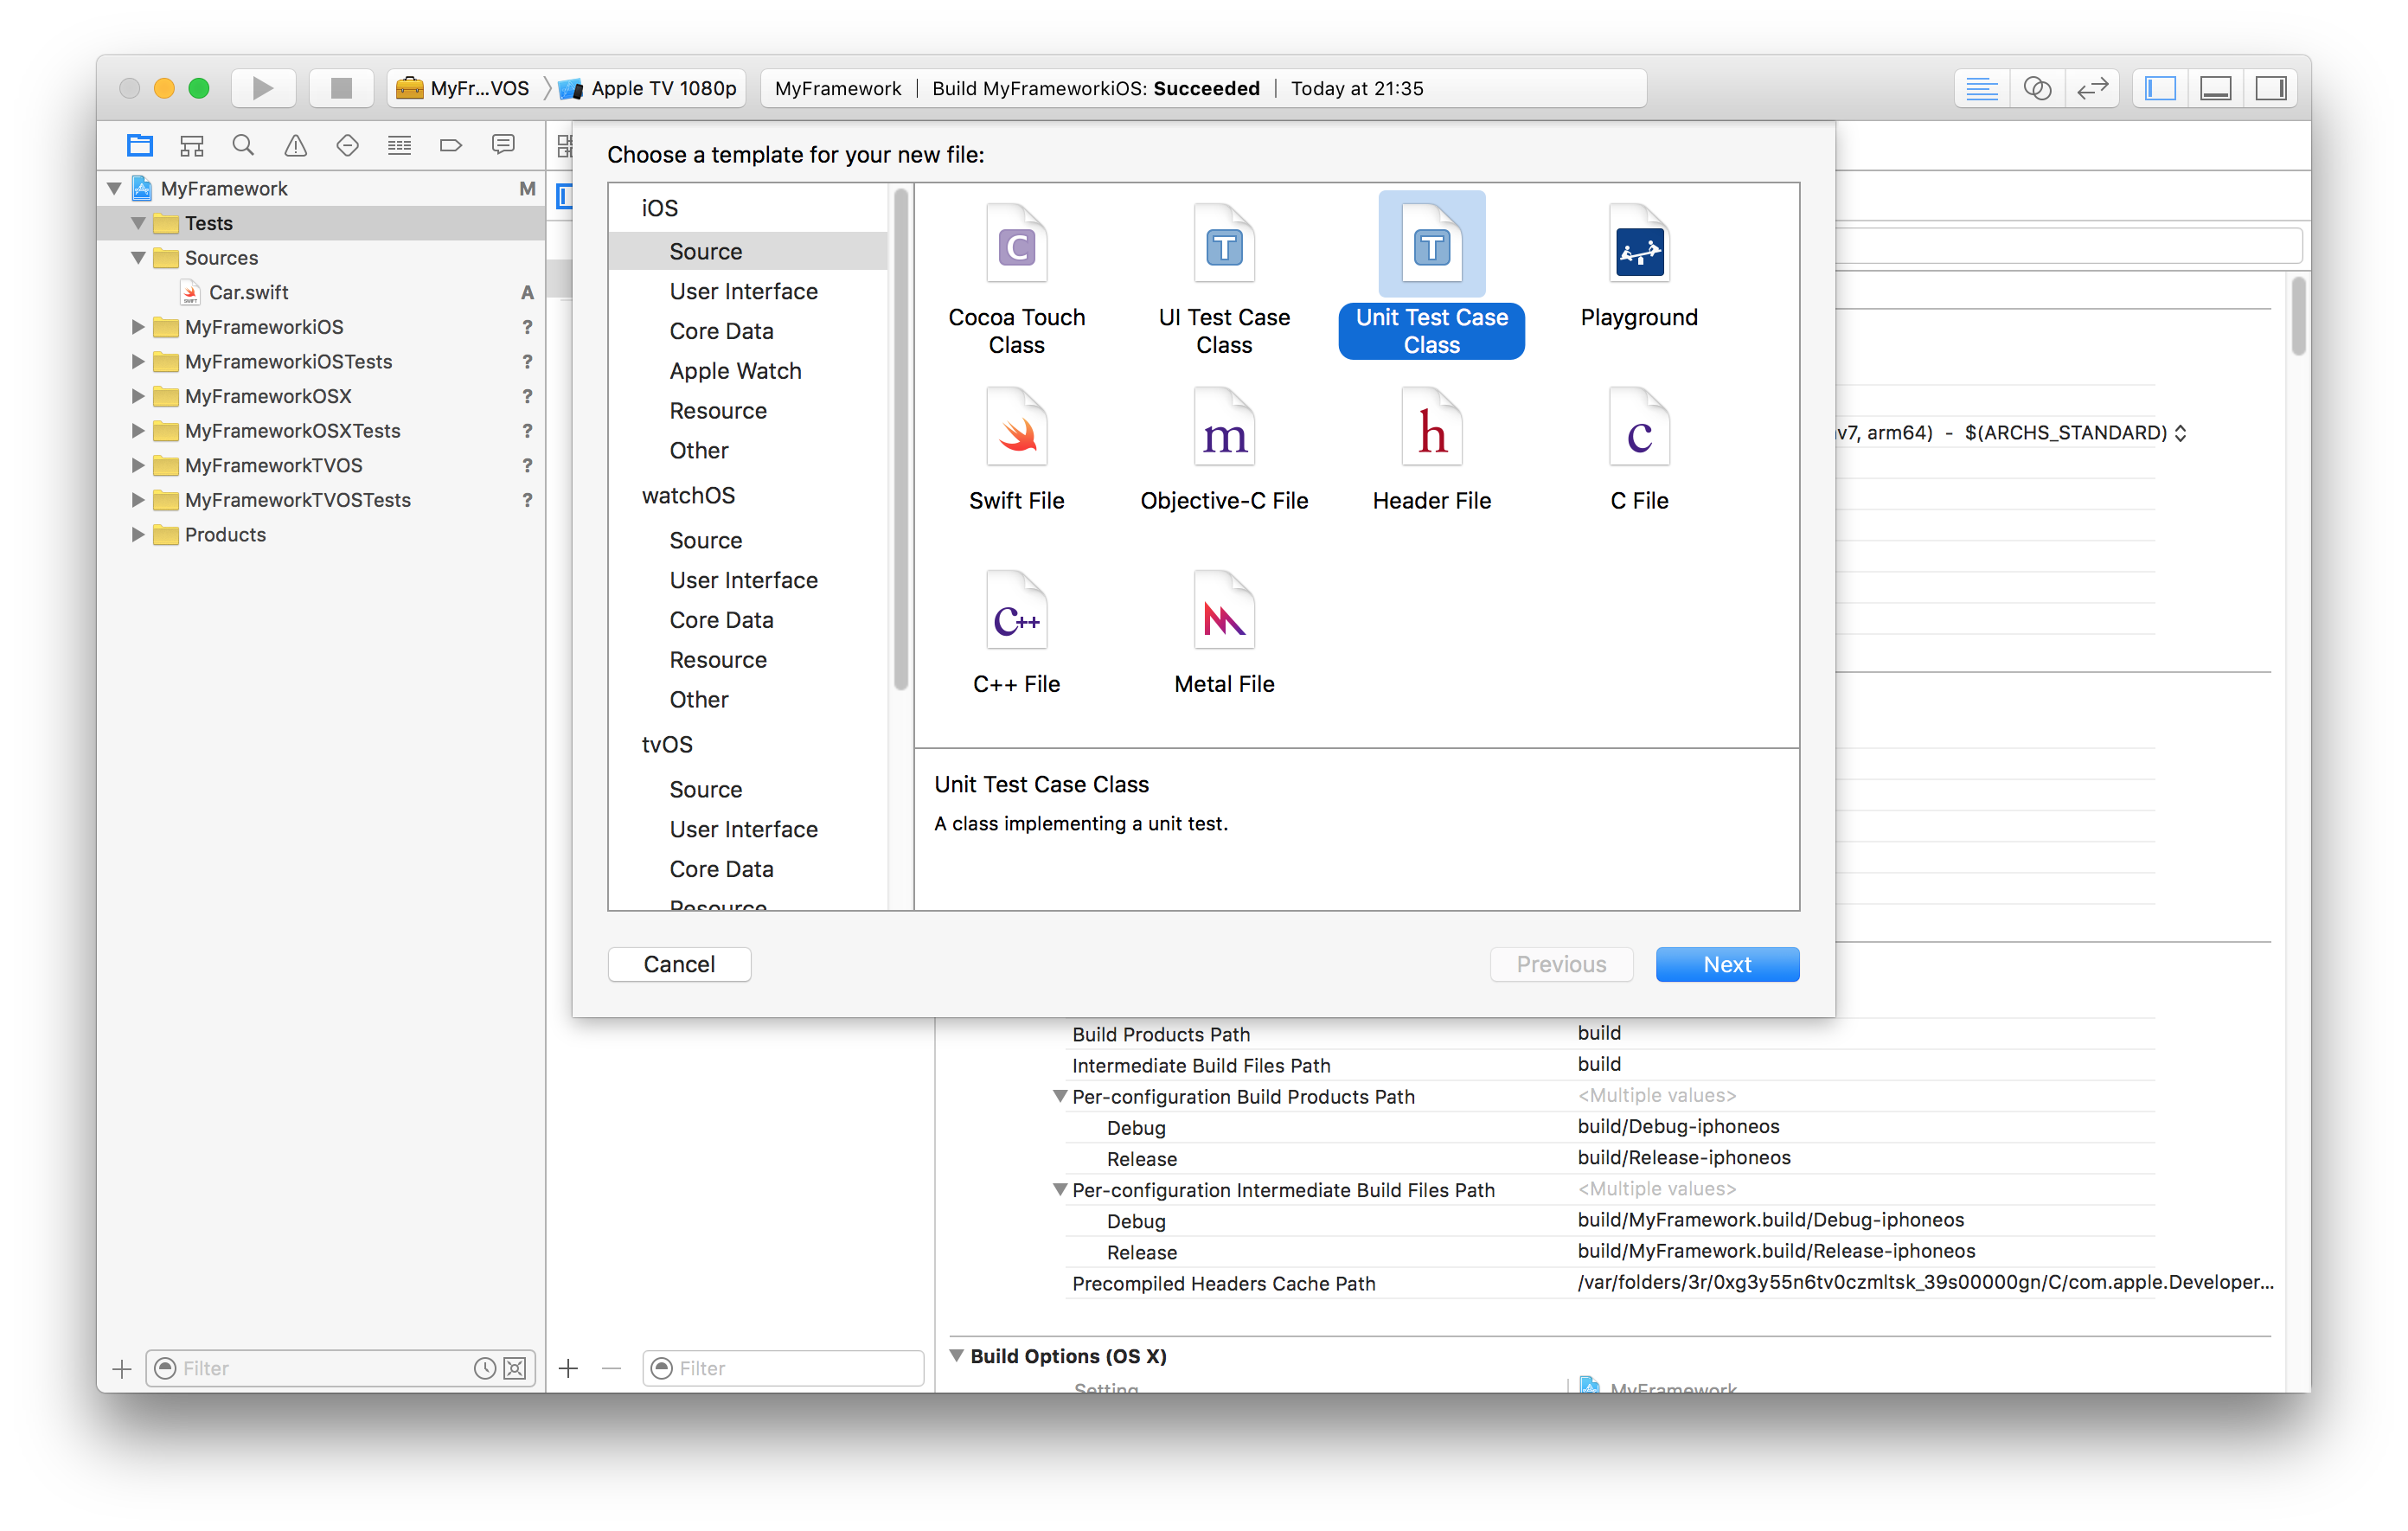 MyFr...VOS
Apple TV 1080p
MyFramework | Build MyFrameworkiOS: Succeeded | Today at 21:35
MyFramework M
Tests
Sources
Car.swift A
MyFrameworkiOS ?
MyFrameworkiOSTests ?
MyFrameworkOSX ?
MyFrameworkOSXTests ?
MyFrameworkTVOS ?
MyFrameworkTVOSTests ?
Products
Filter
Choose a template for your new file:
iOS
Source
User Interface
Core Data
Apple Watch
Resource
Other
watchOS
Source
User Interface
Core Data
Resource
Other
tvOS
Source
User Interface
Core Data
Resource
C
Cocoa Touch
Class
T
UI Test Case
Class
T
Unit Test Case
Class
Playground
SWIFT
Swift File
m
Objective-C File
h
Header File
c
C File
C++
C++ File
Metal File
Unit Test Case Class
A class implementing a unit test.
Cancel
Previous
Next
v7, arm64) - $(ARCHS_STANDARD)
Build Products Path build
Intermediate Build Files Path build
Per-configuration Build Products Path <Multiple values>
Debug build/Debug-iphoneos
Release build/Release-iphoneos
Per-configuration Intermediate Build Files Path <Multiple values>
Debug build/MyFramework.build/Debug-iphoneos
Release build/MyFramework.build/Release-iphoneos
Precompiled Headers Cache Path /var/folders/3r/0xg3y55n6tv0czmltsk_39s00000gn/C/com.apple.Developer...
Build Options (OS X)
Setting MyFramework
Filter